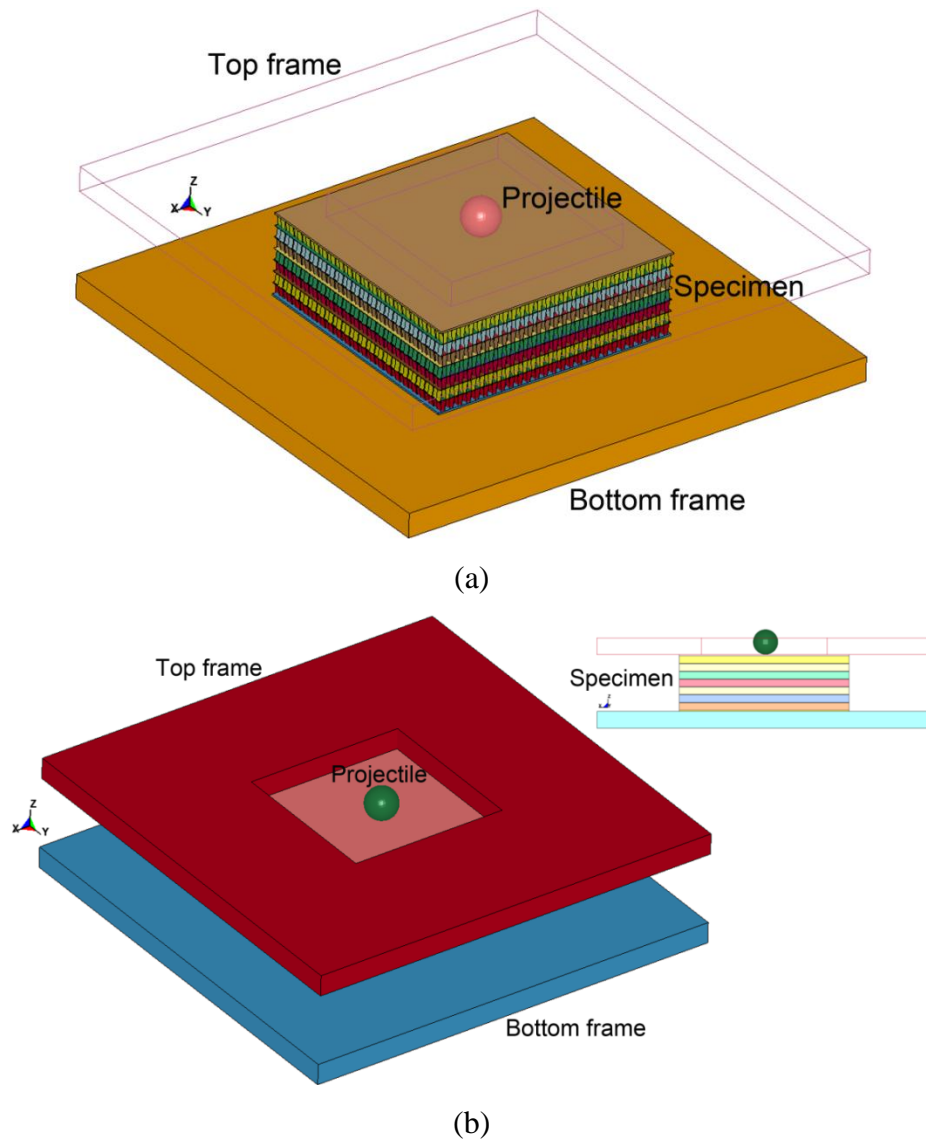 Top frame
Projectile
Z
X Y
Specimen
Bottom frame
(a)
Top frame
Specimen
Projectile
Z
X Y
Bottom frame
(b)